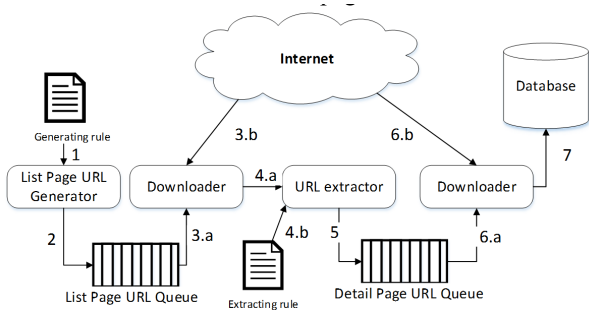 Internet
Database
Generating rule
1
3.b
6.b
7
List Page URL
Generator
Downloader
4.a
URL extractor
Downloader
2
3.a
4.b
5
6.a
List Page URL Queue
Extracting rule
Detail Page URL Queue